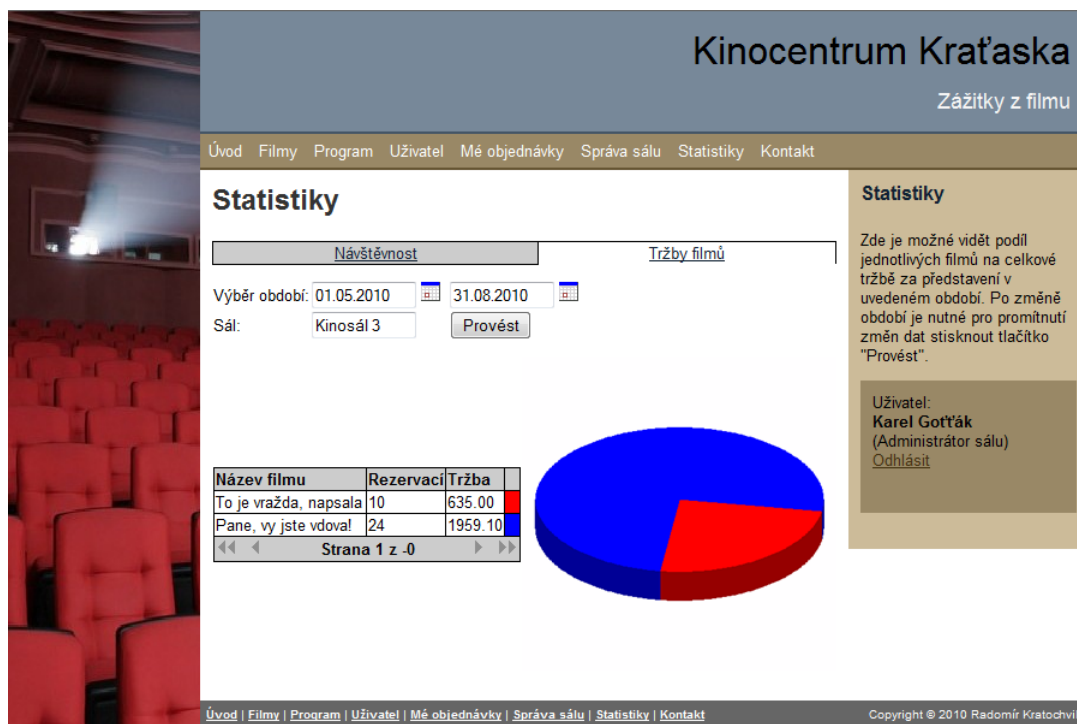 Kinocentrum Kraťaska
Zážitky z filmu
Úvod Filmy Program Uživatel Mé objednávky Správa sálu Statistiky Kontakt
Statistiky
Návštěvnost Tržby filmů
Výběr období: 01.05.2010 31.08.2010
Sál: Kinosál 3 Provést
Název filmu Rezervací Tržba
To je vražda, napsala 10 635.00
Pane, vy jste vdova! 24 1959.10
Strana 1 z -0
Statistiky
Zde je možné vidět podíl
jednotlivých filmů na celkové
tržbě za představení v
uvedeném období. Po změně
období je nutné pro promítnutí
změn dat stisknout tlačítko
"Provést".
Uživatel:
Karel Gotťák
(Administrátor sálu)
Odhlásit
Úvod | Filmy | Program | Uživatel | Mé objednávky | Správa sálu | Statistiky | Kontakt
Copyright © 2010 Radomír Kratochvíl